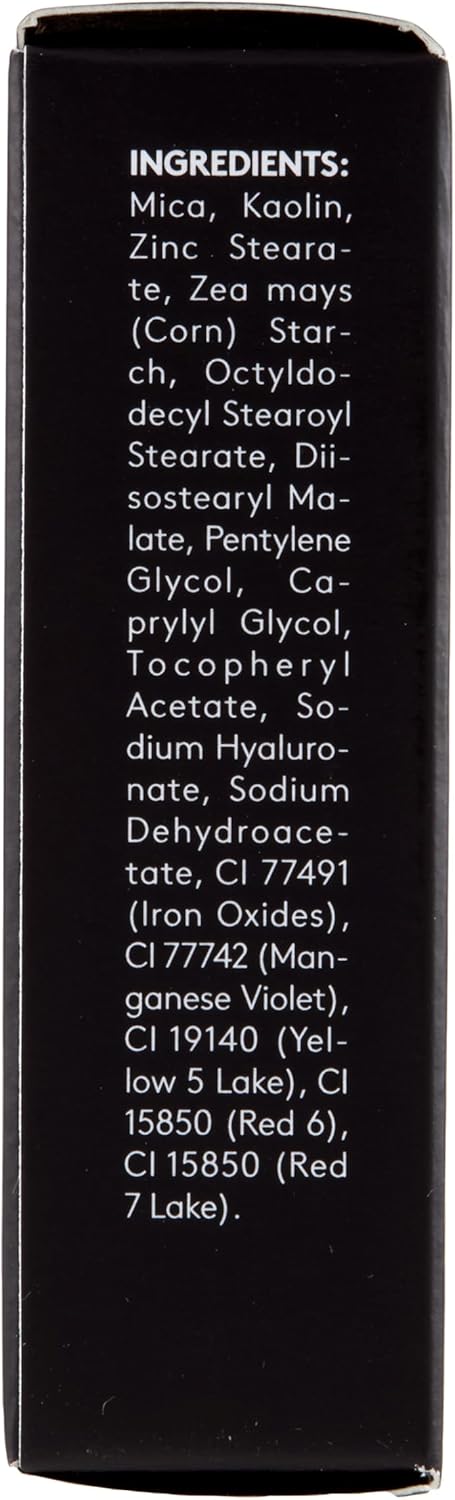 INGREDIENTS:
Mica, Kaolin,
Zinc Steara-
te, Zea mays
(Corn) Star-
ch, Octyldo-
decyl Stearoyl
Stearate, Dii-
sostearyl Ma-
late, Pentylene
Glycol, Ca-
prylyl Glycol,
Tocopheryl
Acetate, So-
dium Hyaluro-
nate, Sodium
Dehydroace-
tate, CI 77491
(Iron Oxides),
CI 77742 (Man-
ganese Violet),
CI 19140 (Yel-
low 5 Lake), CI
15850 (Red 6),
CI 15850 (Red
7 Lake).